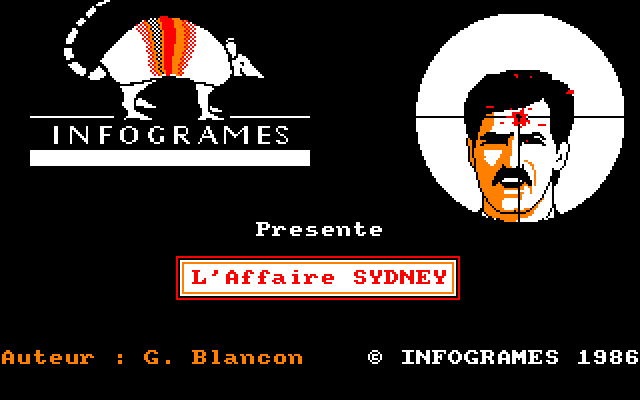 INFOGRAMES
Presente
L'Affaire SYDNEY
Auteur : G. Blancon © INFOGRAMES 1986